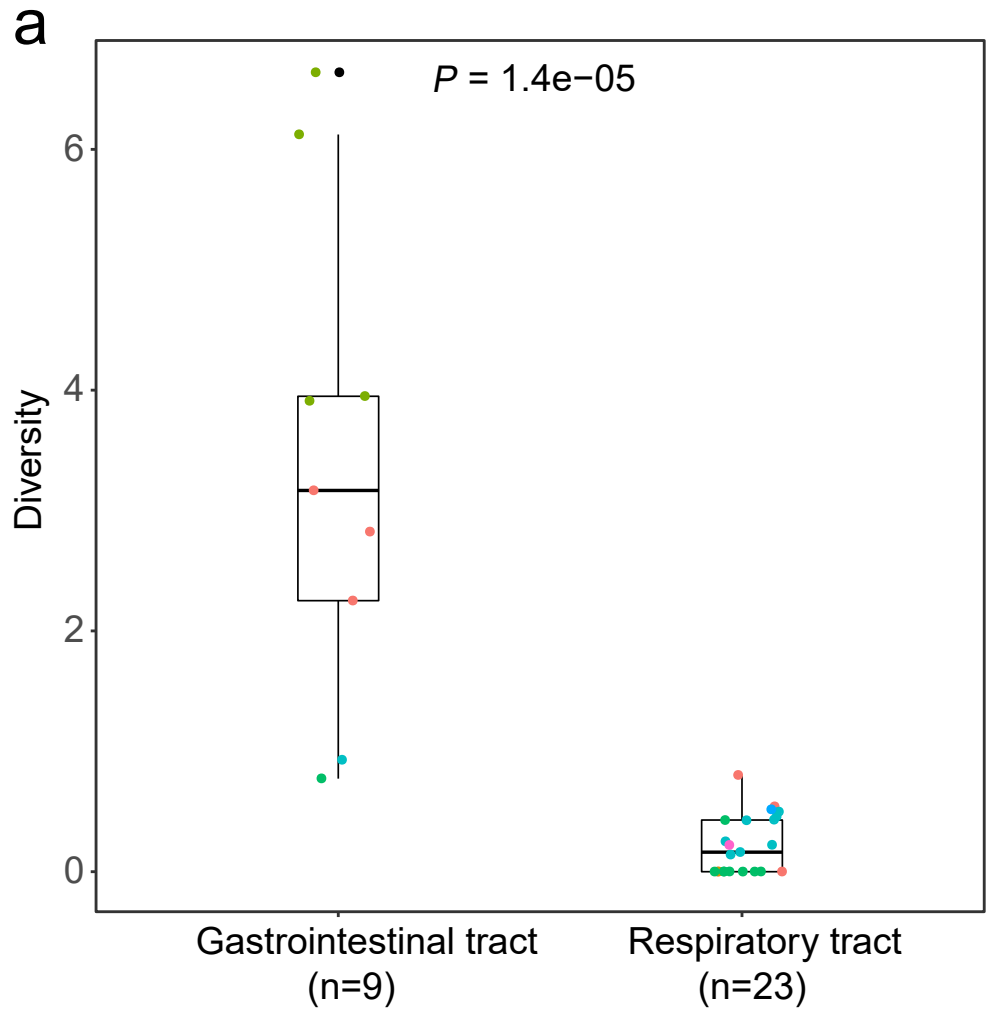 a
P = 1.4e−05
6
4
2
0
Diversity
Gastrointestinal tract
(n=9)
Respiratory tract
(n=23)